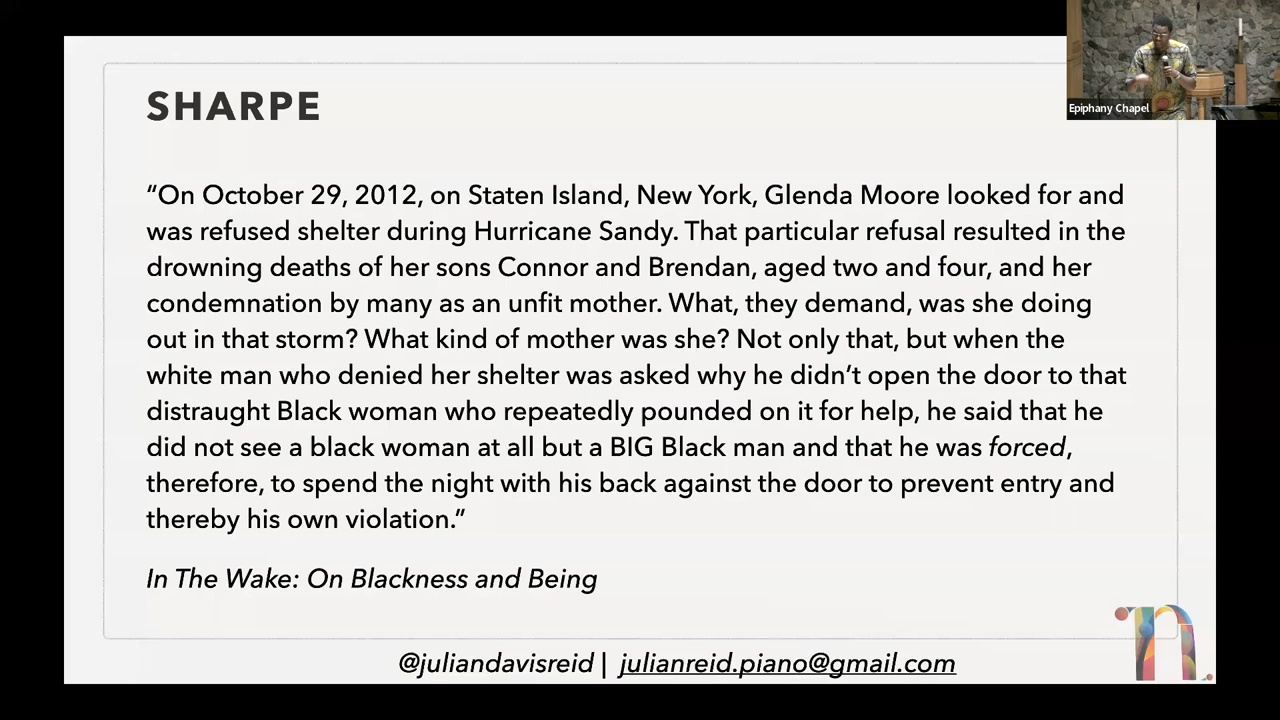 Epiphany Chapel
SHARPE
“On October 29, 2012, on Staten Island, New York, Glenda Moore looked for and
was refused shelter during Hurricane Sandy. That particular refusal resulted in the
drowning deaths of her sons Connor and Brendan, aged two and four, and her
condemnation by many as an unfit mother. What, they demand, was she doing
out in that storm? What kind of mother was she? Not only that, but when the
white man who denied her shelter was asked why he didn’t open the door to that
distraught Black woman who repeatedly pounded on it for help, he said that he
did not see a black woman at all but a BIG Black man and that he was forced,
therefore, to spend the night with his back against the door to prevent entry and
thereby his own violation.”
In The Wake: On Blackness and Being
@juliandavisreid | julianreid.piano@gmail.com
n